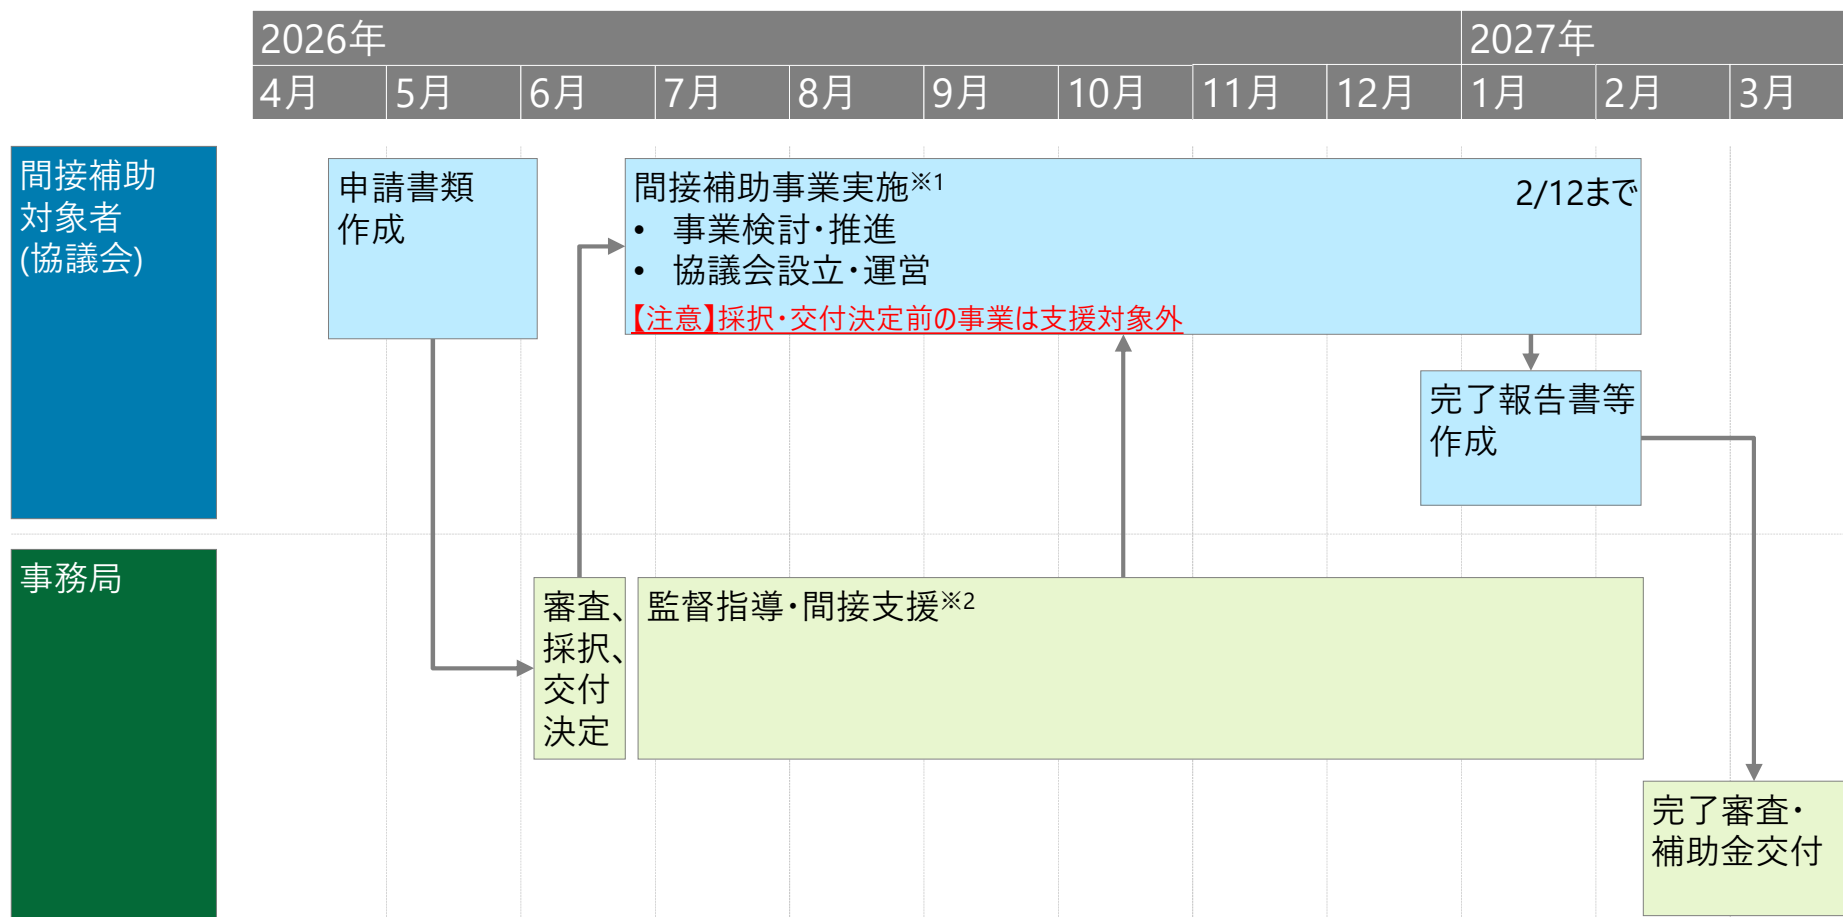 2026年
2027年
4月
5月
6月
7月
8月
9月
10月
11月
12月
1月
2月
3月
間接補助
対象者
(協議会)
申請書類
作成
間接補助事業実施※1
2/12まで
• 事業検討・推進
• 協議会設立・運営
【注意】採択・交付決定前の事業は支援対象外
完了報告書等
作成
事務局
審査、
採択、
交付
決定
監督指導・間接支援※2
完了審査・
補助金交付